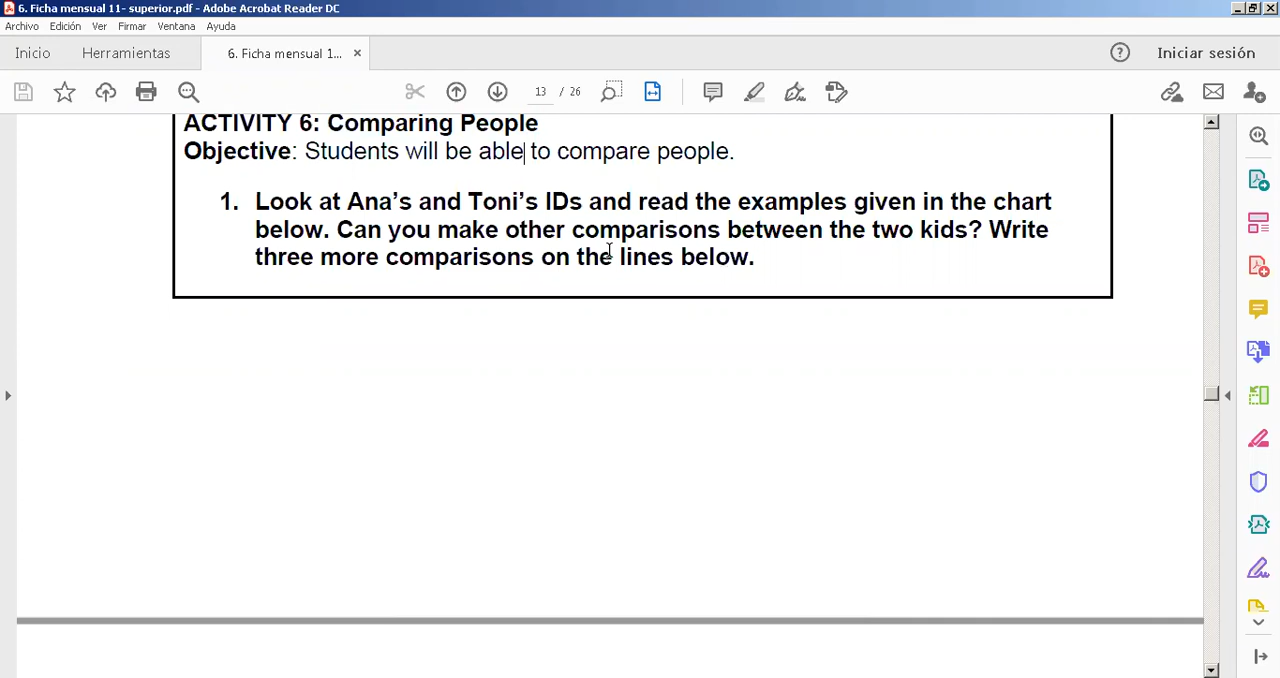 6. Ficha mensual 11- superior.pdf - Adobe Acrobat Reader DC
Archivo Edición Ver Firmar Ventana Ayuda
Inicio Herramientas 6. Ficha mensual 1... × Iniciar sesión
13 / 26
ACTIVITY 6: Comparing People
Objective: Students will be able to compare people.
1. Look at Ana’s and Toni’s IDs and read the examples given in the chart
below. Can you make other comparisons between the two kids? Write
three more comparisons on the lines below.